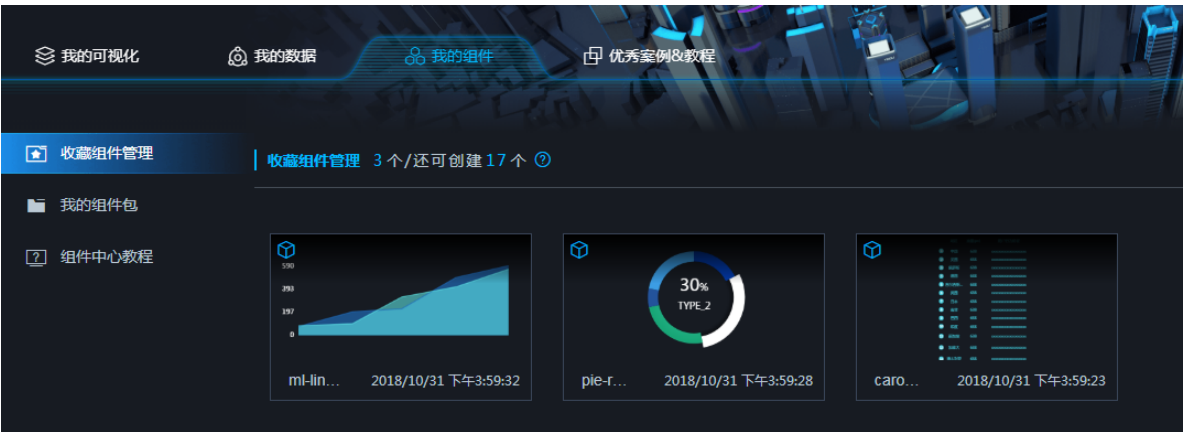 我的可视化 我的数据 我的组件 优秀案例&教程
收藏组件管理
我的组件包
组件中心教程
收藏组件管理 3个/还可创建17个
590
393
197
0
ml-lin... 2018/10/31 下午3:59:32
30%
TYPE_2
pie-r... 2018/10/31 下午3:59:28
caro... 2018/10/31 下午3:59:23